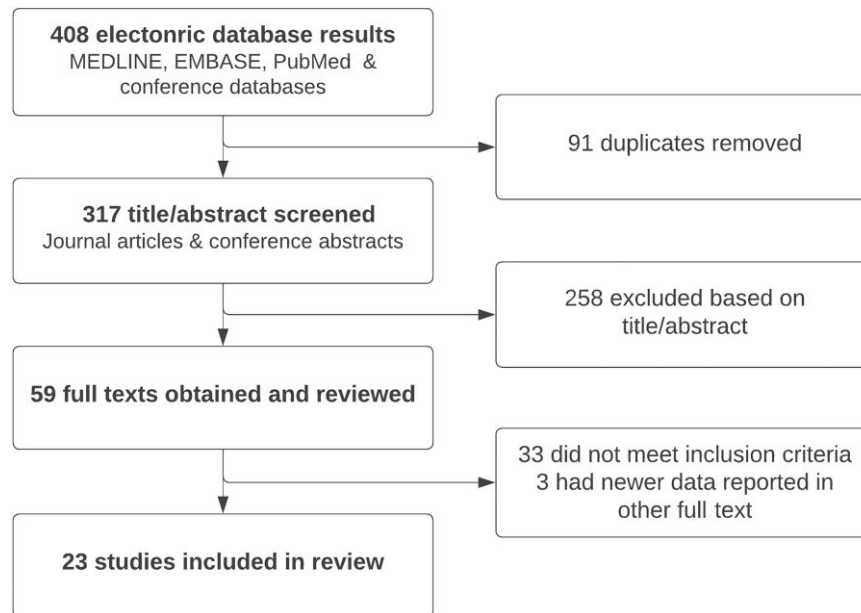 408 electonric database results
MEDLINE, EMBASE, PubMed &
conference databases
91 duplicates removed
317 title/abstract screened
Journal articles & conference abstracts
258 excluded based on
title/abstract
59 full texts obtained and reviewed
33 did not meet inclusion criteria
3 had newer data reported in
other full text
23 studies included in review